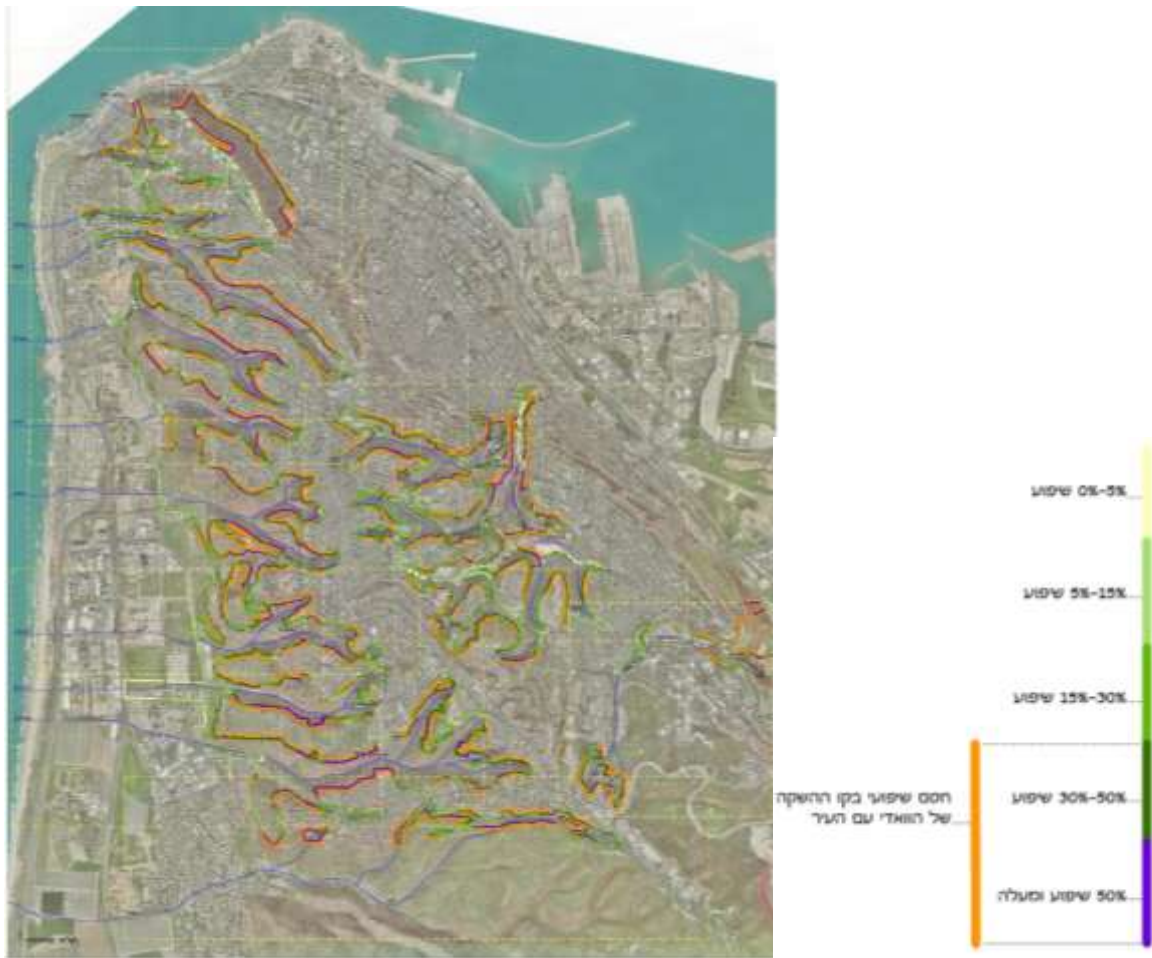 0%-5% שיפוע
5%-15% שיפוע
15%-30% שיפוע
30%-50% שיפוע
50% שיפוע ומעלה
חסם שיפועי בקו ההשקה
של הוואדי עם העיר